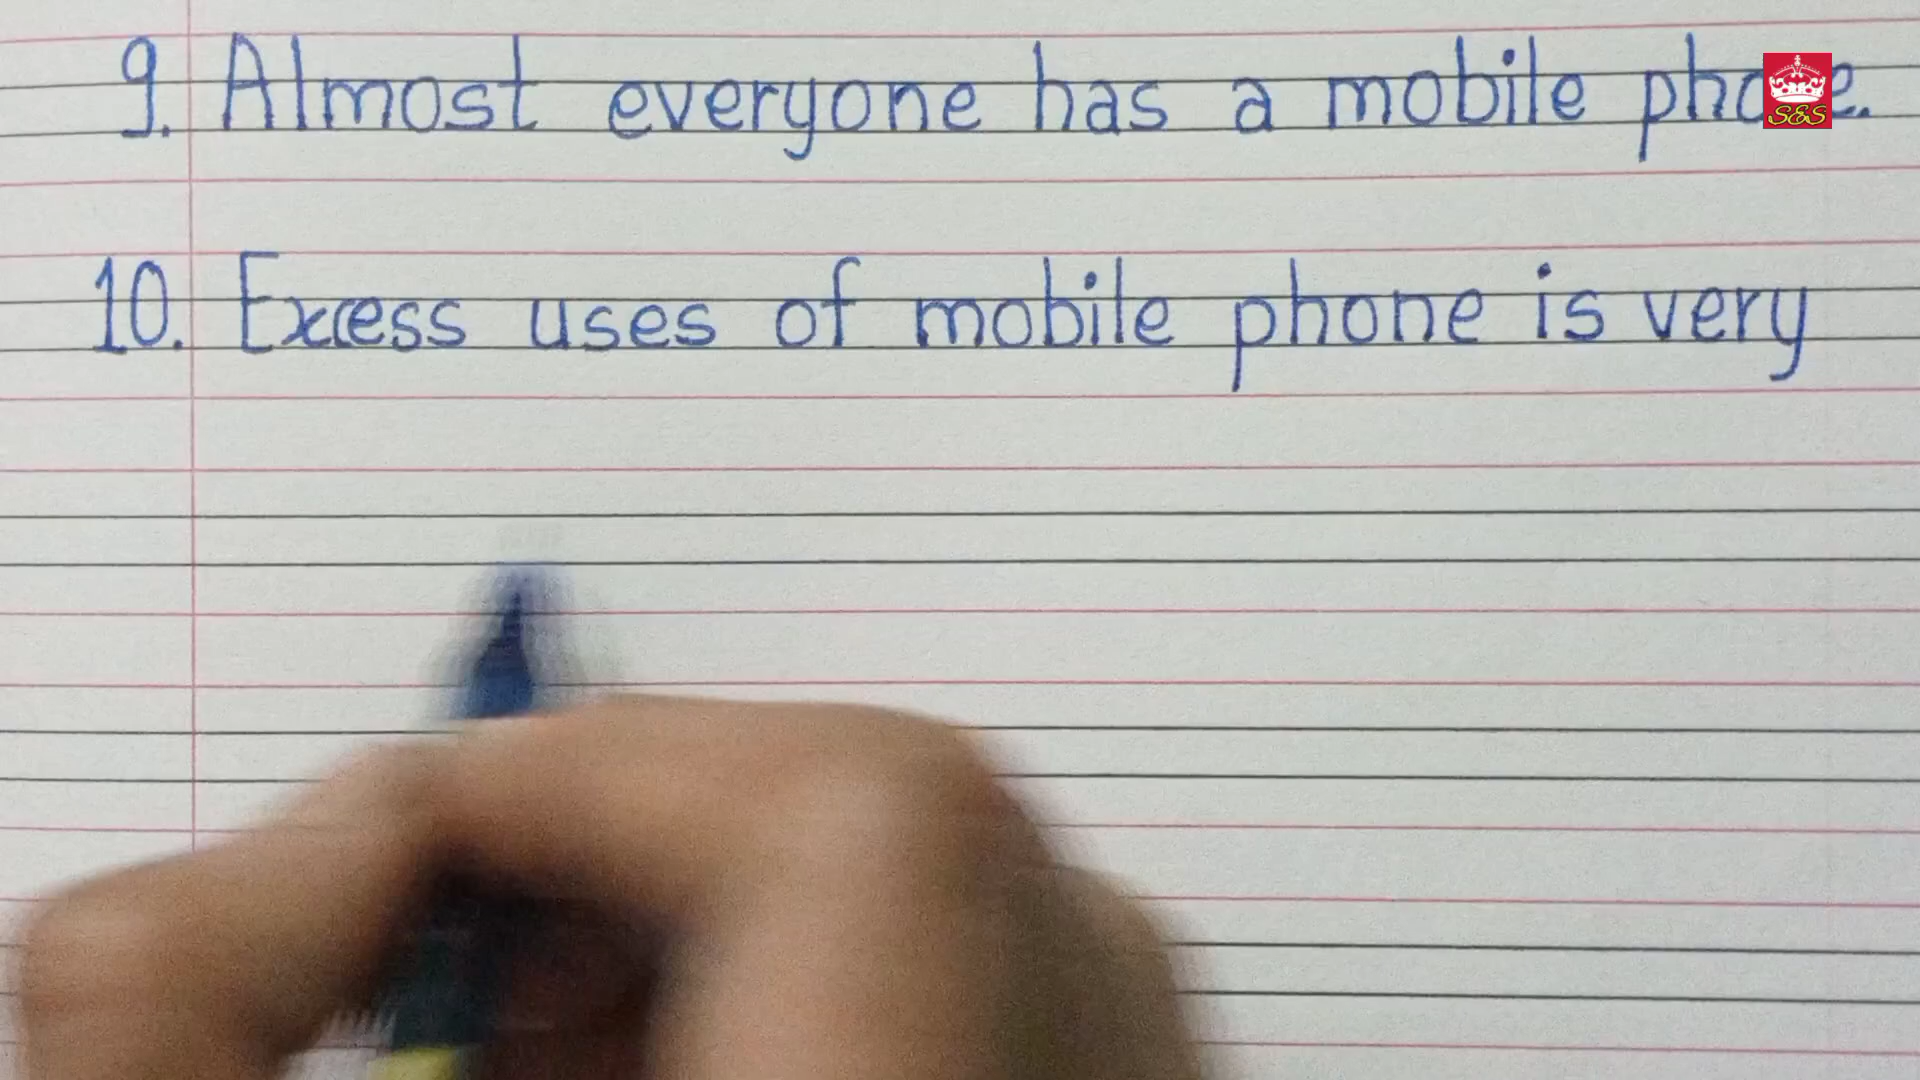 9. Almost everyone has a mobile phone.
S&S
10. Excess uses of mobile phone is very